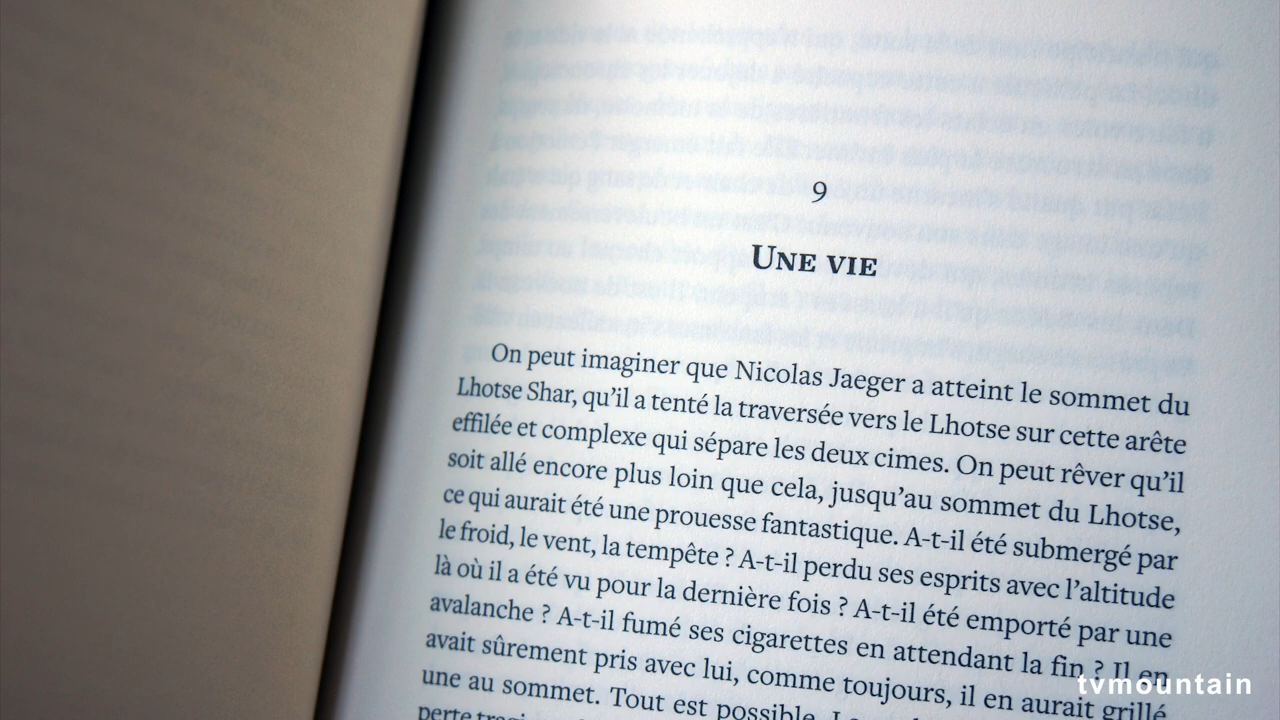 9
UNE VIE
On peut imaginer que Nicolas Jaeger a atteint le sommet du
Lhotse Shar, qu’il a tenté la traversée vers le Lhotse sur cette arête
effilée et complexe qui sépare les deux cimes. On peut rêver qu’il
soit allé encore plus loin que cela, jusqu’au sommet du Lhotse,
ce qui aurait été une prouesse fantastique. A-t-il été submergé par
le froid, le vent, la tempête ? A-t-il perdu ses esprits avec l’altitude
là où il a été vu pour la dernière fois ? A-t-il été emporté par une
avalanche ? A-t-il fumé ses cigarettes en attendant la fin ? Il en
avait sûrement pris avec lui, comme toujours, il en aurait grillé
une au sommet. Tout est possible.
perte
tvmountain